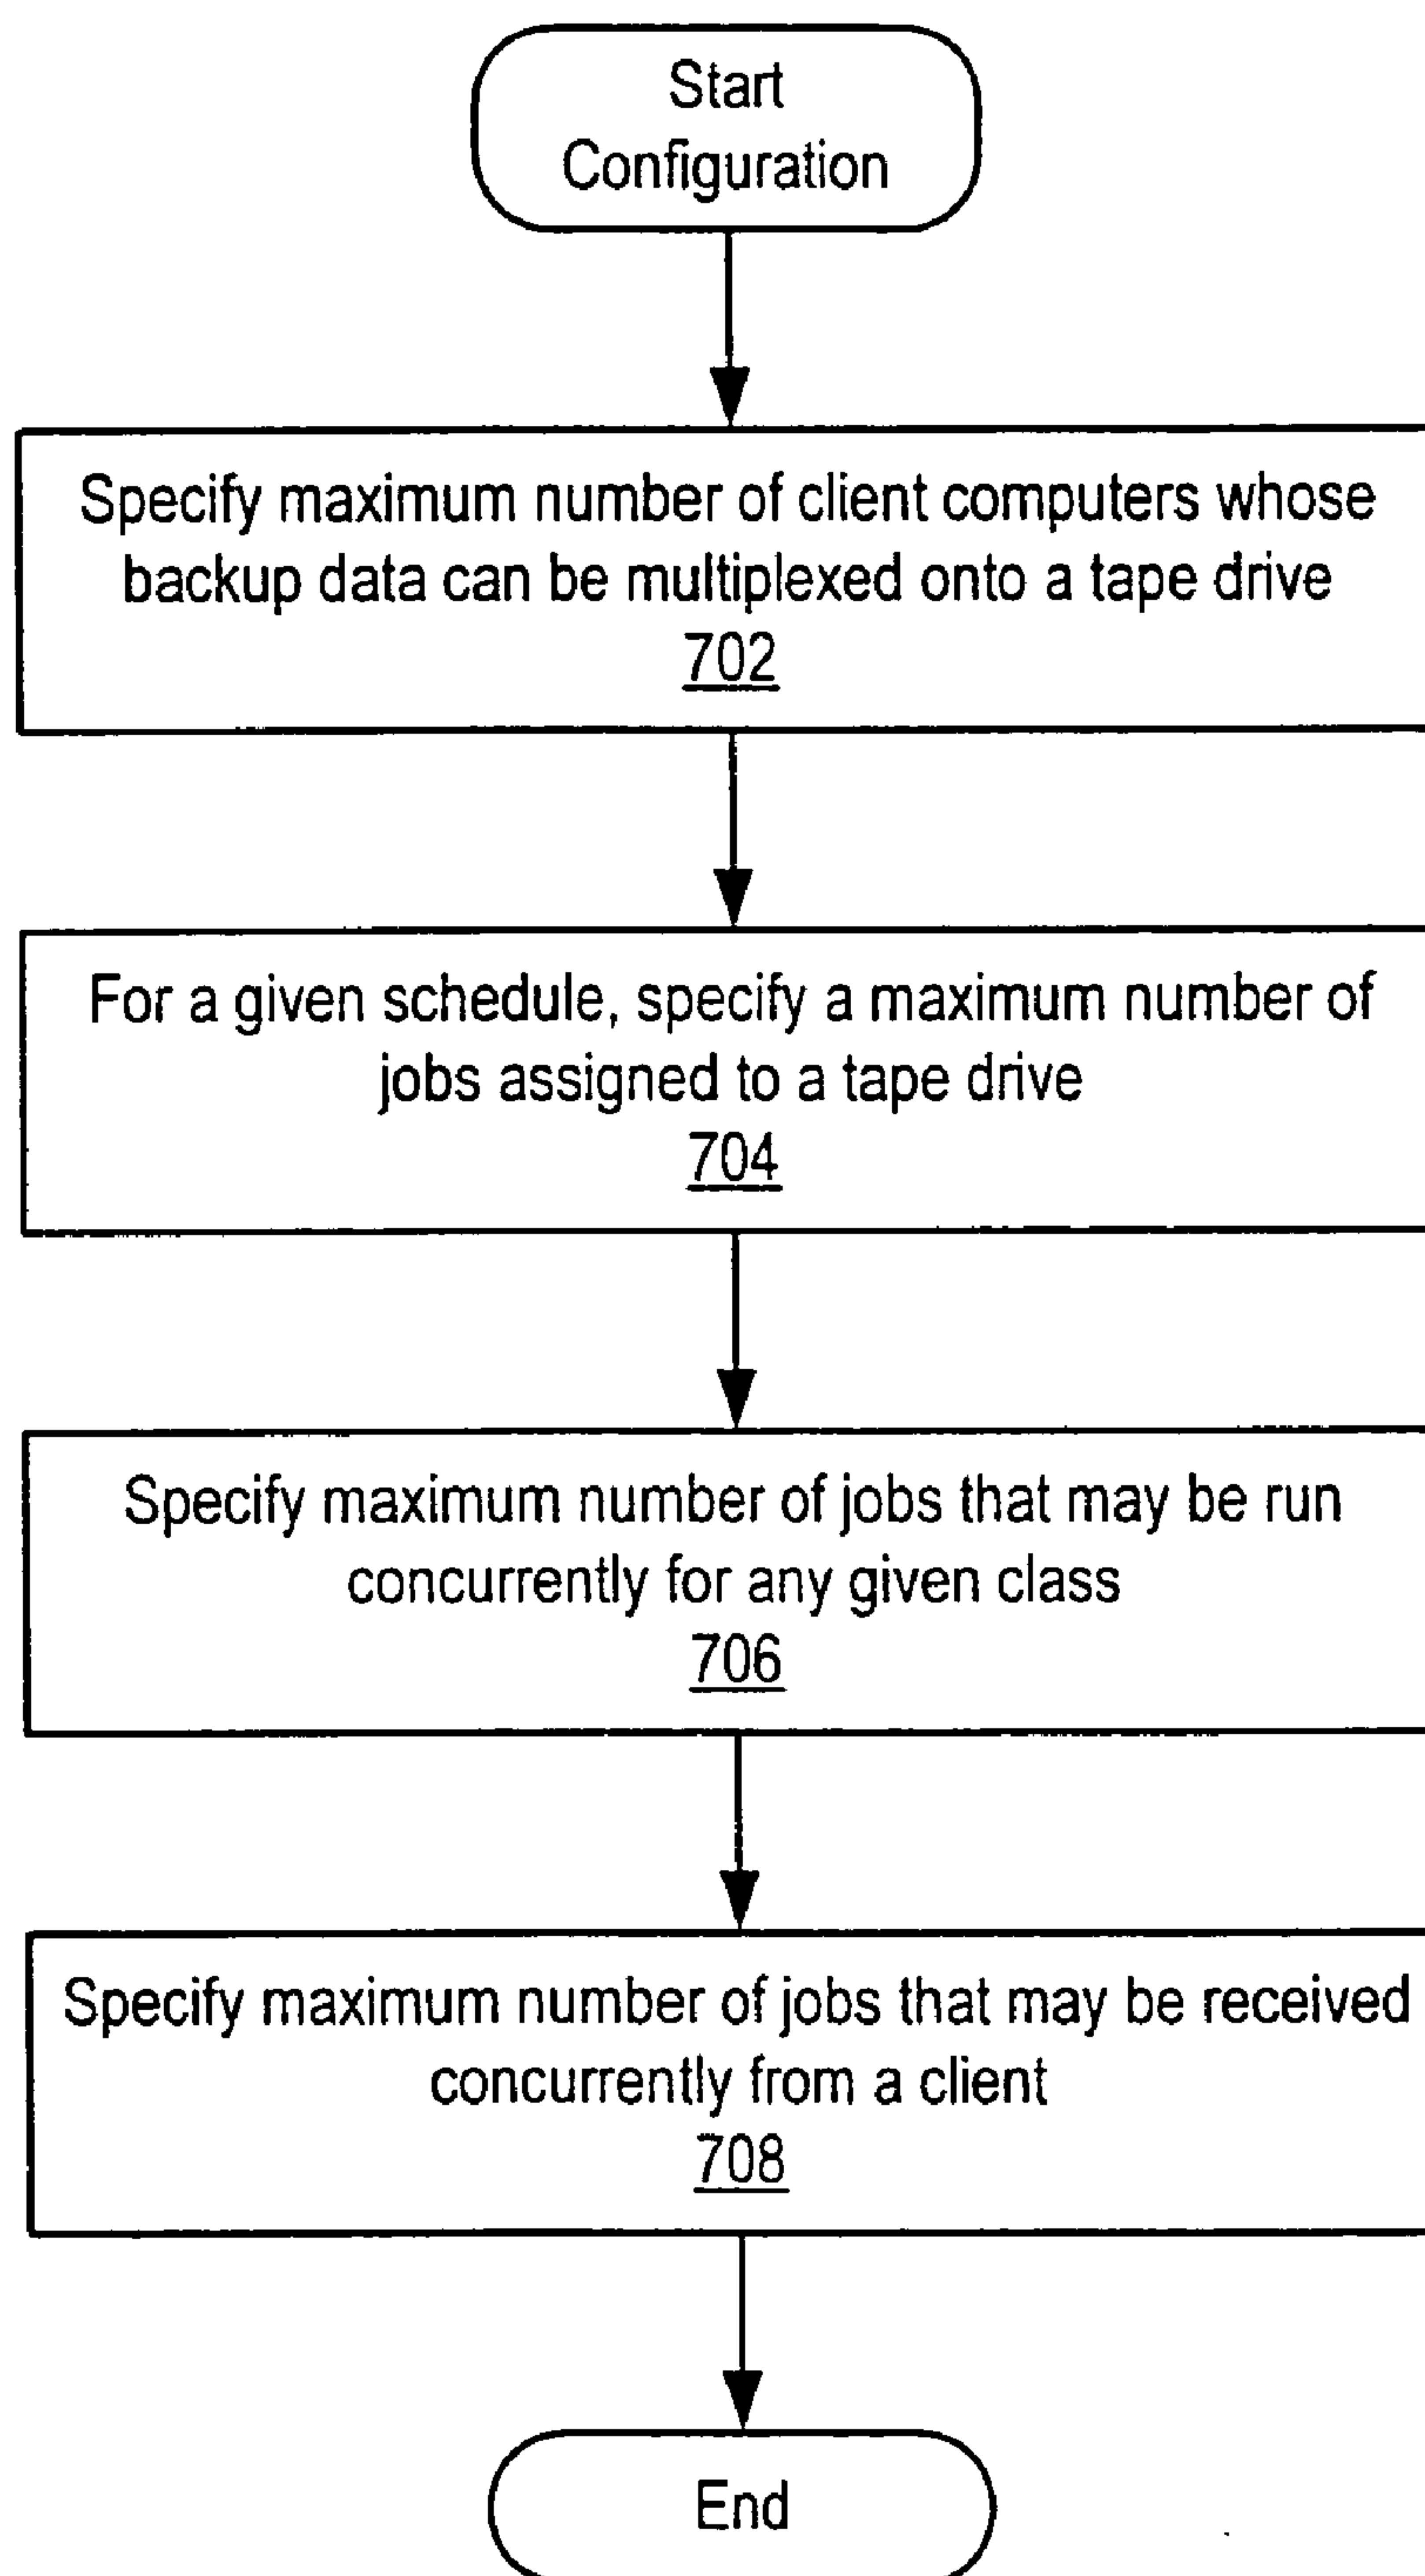 Start
Configuration
Specify maximum number of client computers whose
backup data can be multiplexed onto a tape drive
702
For a given schedule, specify a maximum number of
jobs assigned to a tape drive
704
Specify maximum number of jobs that may be run
concurrently for any given class
706
Specify maximum number of jobs that may be received
concurrently from a client
708
End